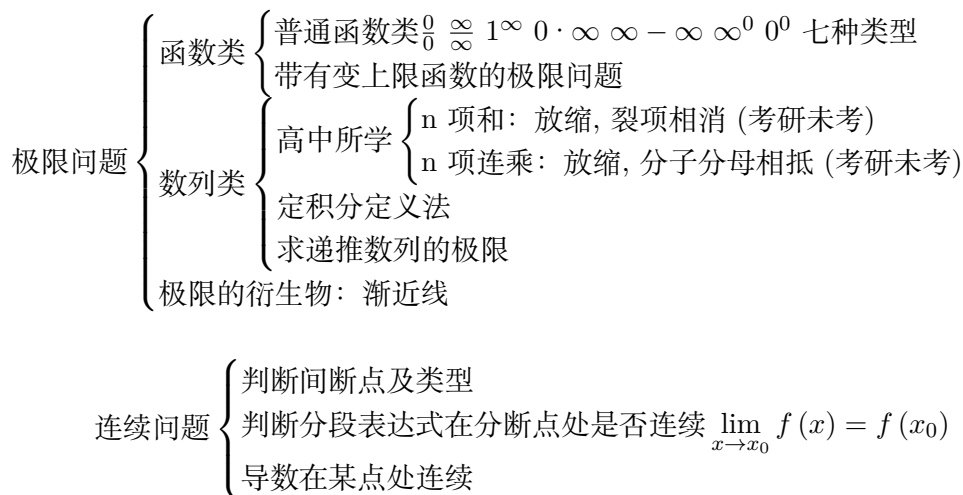 极限问题
函数类
普通函数类 0/0 ∞/∞ 1^∞ 0·∞ ∞−∞ ∞^0 0^0 七种类型
带有变上限函数的极限问题
数列类
高中所学
n 项和：放缩, 裂项相消 (考研未考)
n 项连乘：放缩, 分子分母相抵 (考研未考)
定积分定义法
求递推数列的极限
极限的衍生物：渐近线
连续问题
判断间断点及类型
判断分段表达式在分断点处是否连续 lim x→x₀ f (x) = f (x₀)
导数在某点处连续